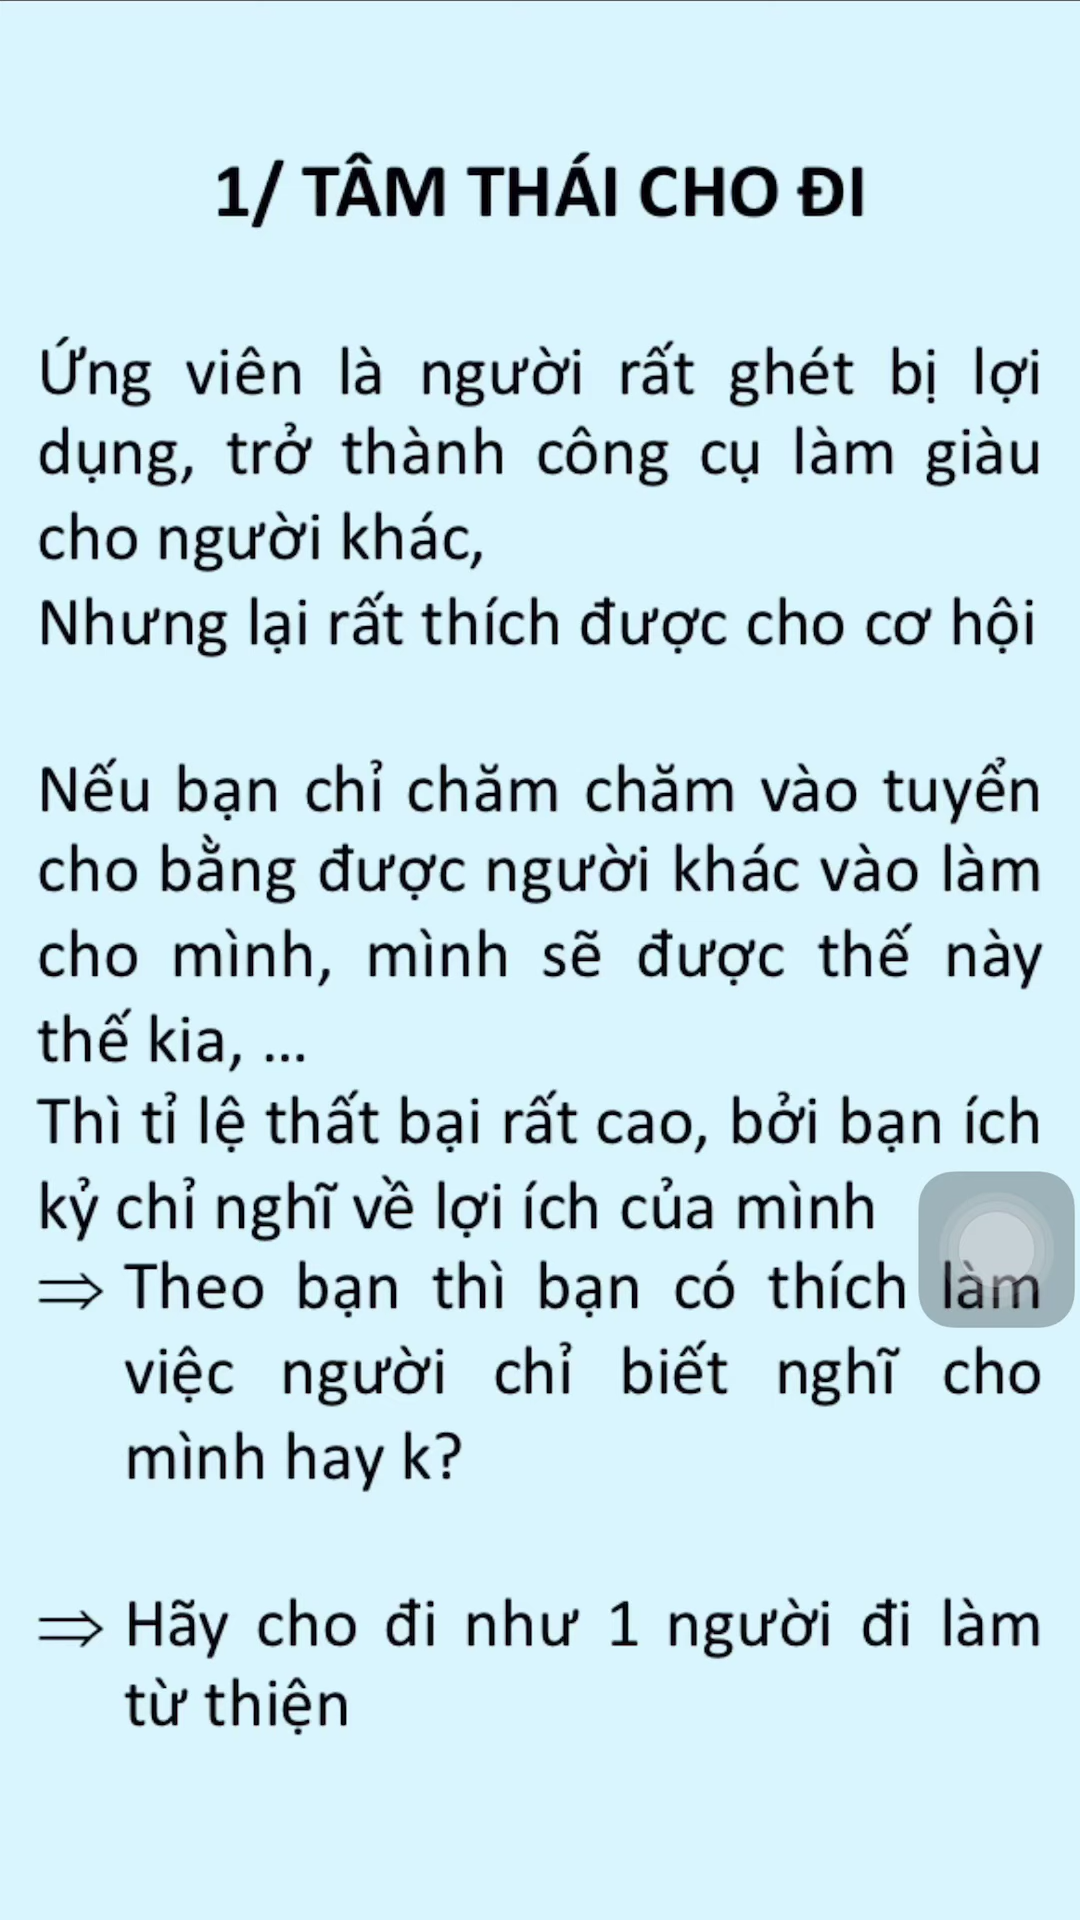 1/ TÂM THÁI CHO ĐI
Ứng viên là người rất ghét bị lợi
dụng, trở thành công cụ làm giàu
cho người khác,
Nhưng lại rất thích được cho cơ hội
Nếu bạn chỉ chăm chăm vào tuyển
cho bằng được người khác vào làm
cho mình, mình sẽ được thế này
thế kia, ...
Thì tỉ lệ thất bại rất cao, bởi bạn ích
kỷ chỉ nghĩ về lợi ích của mình
⇒ Theo bạn thì bạn có thích làm
việc người chỉ biết nghĩ cho
mình hay k?
⇒ Hãy cho đi như 1 người đi làm
từ thiện